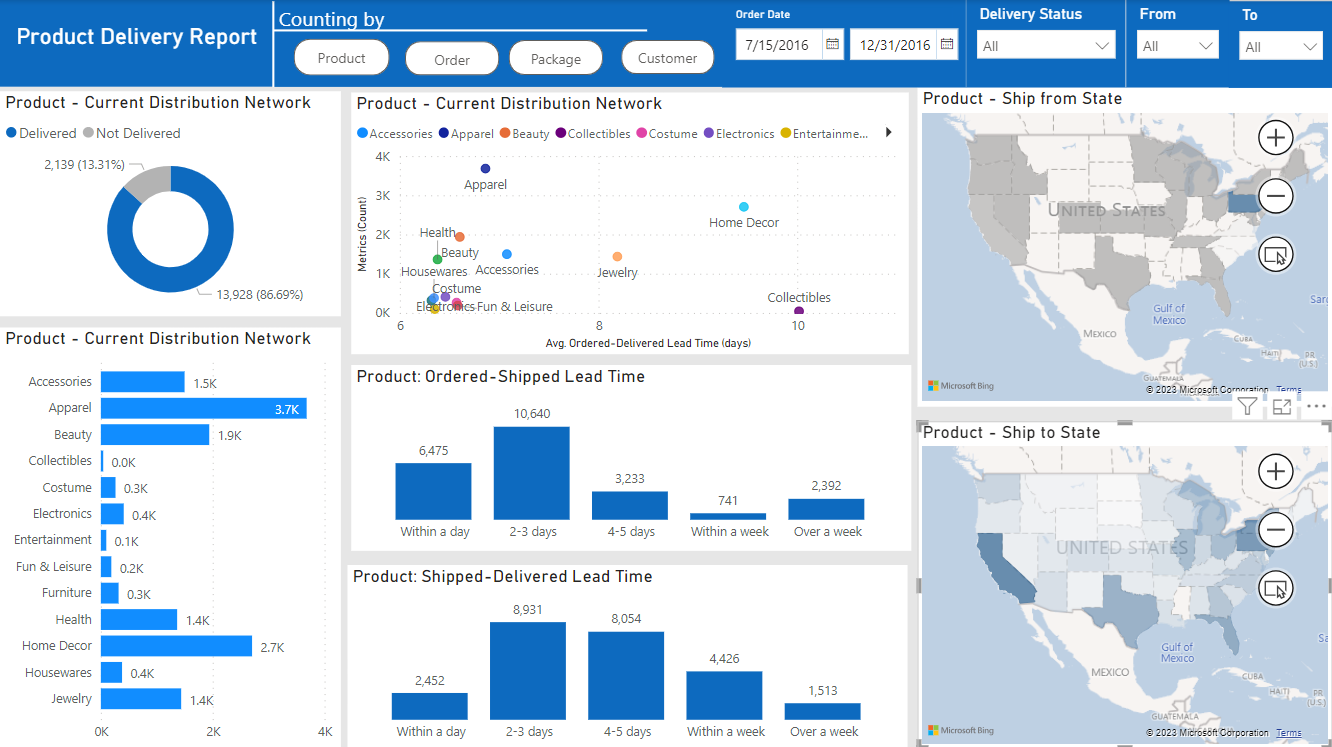 Product Delivery Report
Counting by
Product
Order
Package
Customer
Order Date
7/15/2016
12/31/2016
Delivery Status
All
From
All
To
All
Product - Current Distribution Network
Delivered
Not Delivered
2,139 (13.31%)
13,928 (86.69%)
Product - Current Distribution Network
Accessories 1.5K
Apparel 3.7K
Beauty 1.9K
Collectibles 0.0K
Costume 0.3K
Electronics 0.4K
Entertainment 0.1K
Fun & Leisure 0.2K
Furniture 0.3K
Health 1.4K
Home Decor 2.7K
Housewares 0.4K
Jewelry 1.4K
0K 2K 4K
Product - Current Distribution Network
Accessories Apparel Beauty Collectibles Costume Electronics Entertainme...
Metrics (Count)
4K
3K
2K
1K
0K
Apparel
Home Decor
Health
Beauty
Housewares
Accessories
Jewelry
Costume
Electronics
Fun & Leisure
Collectibles
6 8 10
Avg. Ordered-Delivered Lead Time (days)
Product: Ordered-Shipped Lead Time
6,475
10,640
3,233
741
2,392
Within a day 2-3 days 4-5 days Within a week Over a week
Product: Shipped-Delivered Lead Time
2,452
8,931
8,054
4,426
1,513
Within a day 2-3 days 4-5 days Within a week Over a week
Product - Ship from State
UNITED STATES
Gulf of
Mexico
MEXICO
CUBA
HAITI
PR
(U.S.)
GUATEMALA
Sarg
Microsoft Bing
© 2023 Microsoft Corporation Terms
Product - Ship to State
UNITED STATES
Gulf of
Mexico
MEXICO
CUBA
HAITI
PR
(U.S.)
GUATEMALA
Sa
Microsoft Bing
© 2023 Microsoft Corporation Terms